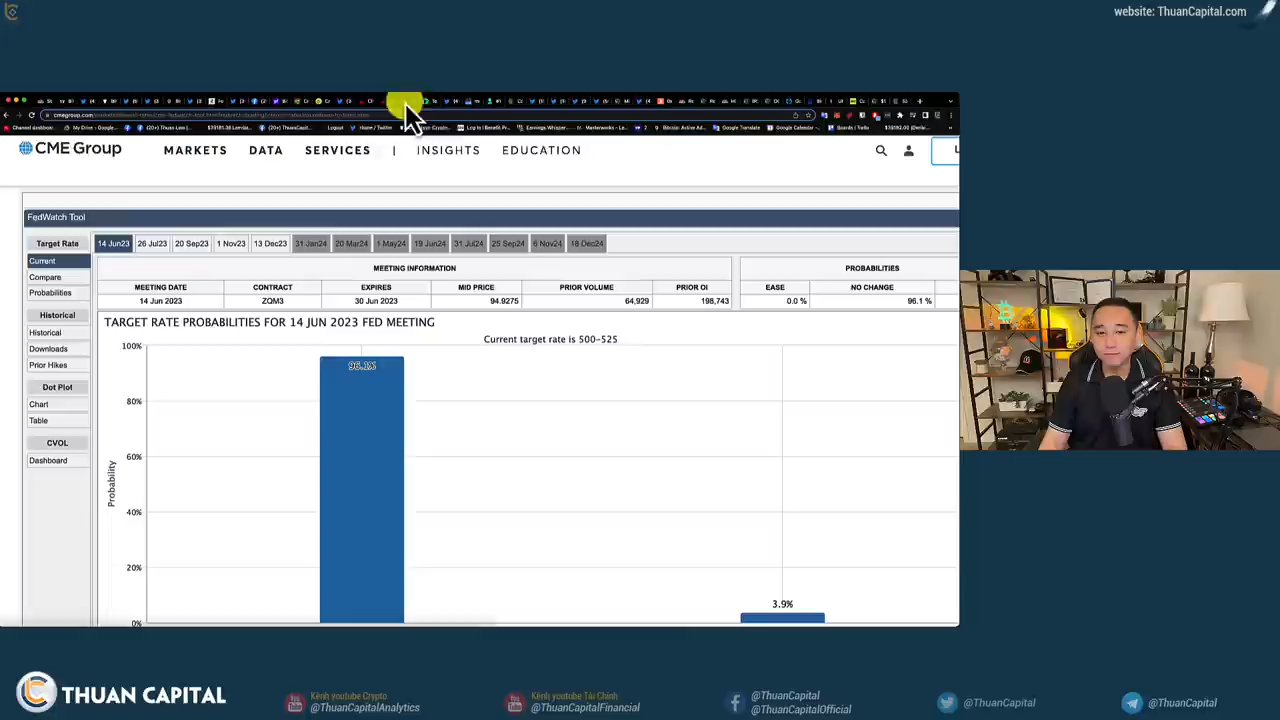 website: ThuanCapital.com
CME Group
MARKETS DATA SERVICES | INSIGHTS EDUCATION
FedWatch Tool
Target Rate
Current
Compare
Probabilities
Historical
Historical
Downloads
Prior Hikes
Dot Plot
Chart
Table
CVOL
Dashboard
14 Jun23 26 Jul23 20 Sep23 1 Nov23 13 Dec23 31 Jan24 20 Mar24 1 May24 19 Jun24 31 Jul24 25 Sep24 6 Nov24 18 Dec24
MEETING INFORMATION PROBABILITIES
MEETING DATE CONTRACT EXPIRES MID PRICE PRIOR VOLUME PRIOR OI EASE NO CHANGE
14 Jun 2023 ZQM3 30 Jun 2023 94.9275 64,929 198,743 0.0 % 96.1 %
TARGET RATE PROBABILITIES FOR 14 JUN 2023 FED MEETING
Current target rate is 500-525
100%
96.1%
80%
60%
Probability
40%
20%
3.9%
0%
THUAN CAPITAL
Kênh youtube Crypto
@ThuanCapitalAnalytics
Kênh youtube Tài Chính
@ThuanCapitalFinancial
@ThuanCapital
@ThuanCapitalOfficial
@ThuanCapital
@ThuanCapital